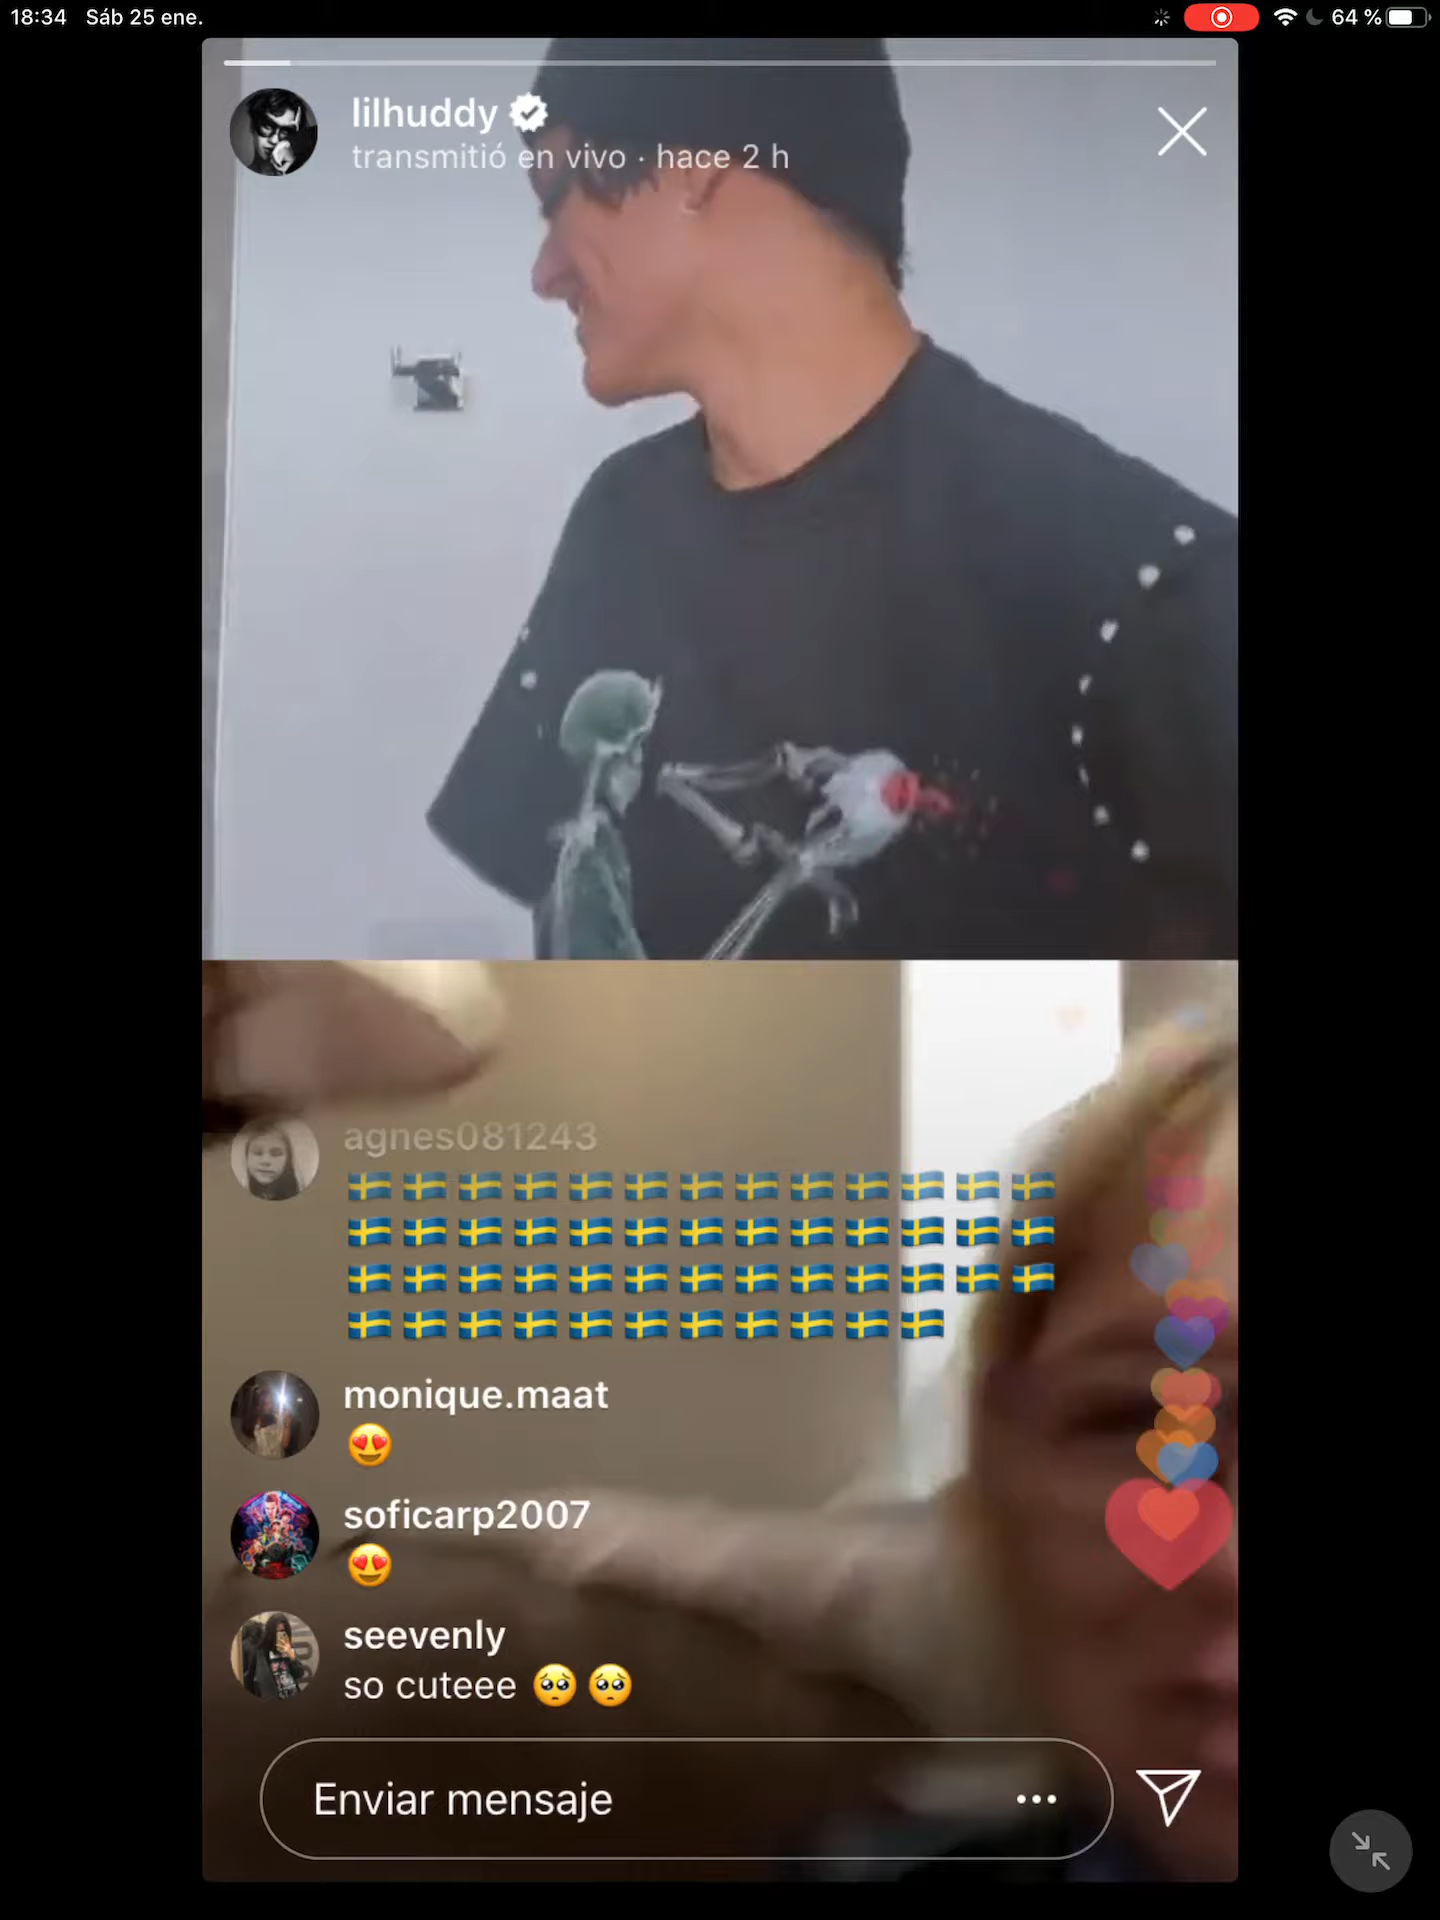 18:34 Sáb 25 ene. 64 %
lilhuddy
transmitió en vivo · hace 2 h
agnes081243
🇸🇪🇸🇪🇸🇪🇸🇪🇸🇪🇸🇪🇸🇪🇸🇪🇸🇪🇸🇪🇸🇪🇸🇪🇸🇪
🇸🇪🇸🇪🇸🇪🇸🇪🇸🇪🇸🇪🇸🇪🇸🇪🇸🇪🇸🇪🇸🇪🇸🇪🇸🇪
🇸🇪🇸🇪🇸🇪🇸🇪🇸🇪🇸🇪🇸🇪🇸🇪🇸🇪🇸🇪🇸🇪🇸🇪🇸🇪
🇸🇪🇸🇪🇸🇪🇸🇪🇸🇪🇸🇪🇸🇪🇸🇪🇸🇪🇸🇪🇸🇪
monique.maat
😍
soficarp2007
😍
seevenly
so cuteee 🥺🥺
Enviar mensaje